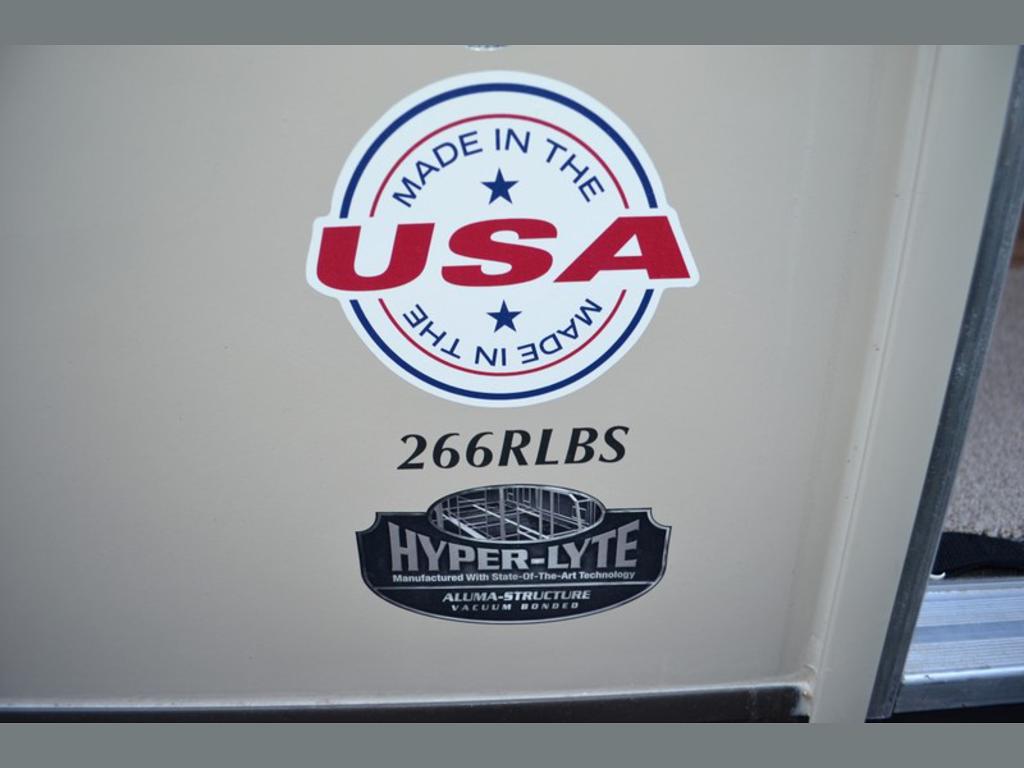 MADE IN THE
USA
MADE IN THE
266RLBS
HYPER-LYTE
Manufactured With State-Of-The-Art Technology
ALUMA-STRUCTURE
VACUUM BONDED